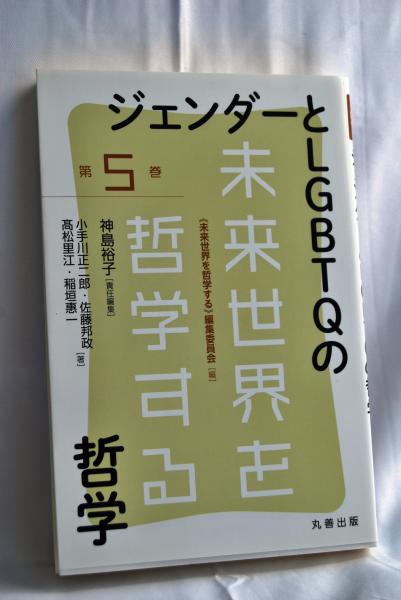 ジェンダーとLGBTQの
哲学
第5巻
未来世界を
哲学する
《未来世界を哲学する》編集委員会[編]
神島裕子[責任編集]
小手川正二郎・佐藤邦政
髙松里江・稲垣惠一[著]
丸善出版